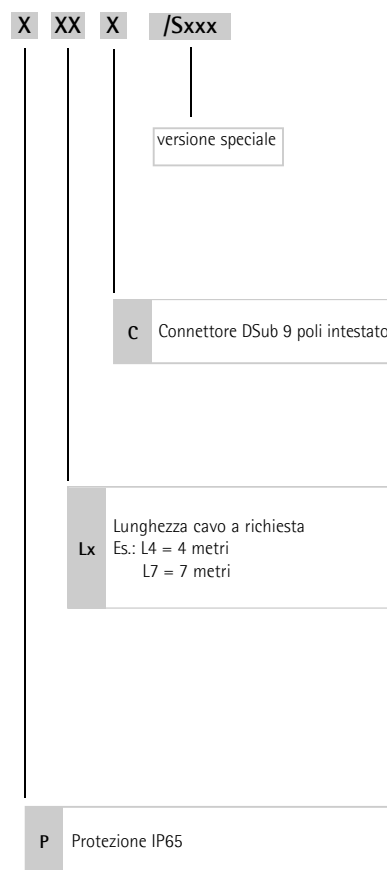 X XX X /Sxxx
versione speciale
C Connettore DSub 9 poli intestato
Lunghezza cavo a richiesta
Lx Es.: L4 = 4 metri
L7 = 7 metri
P Protezione IP65